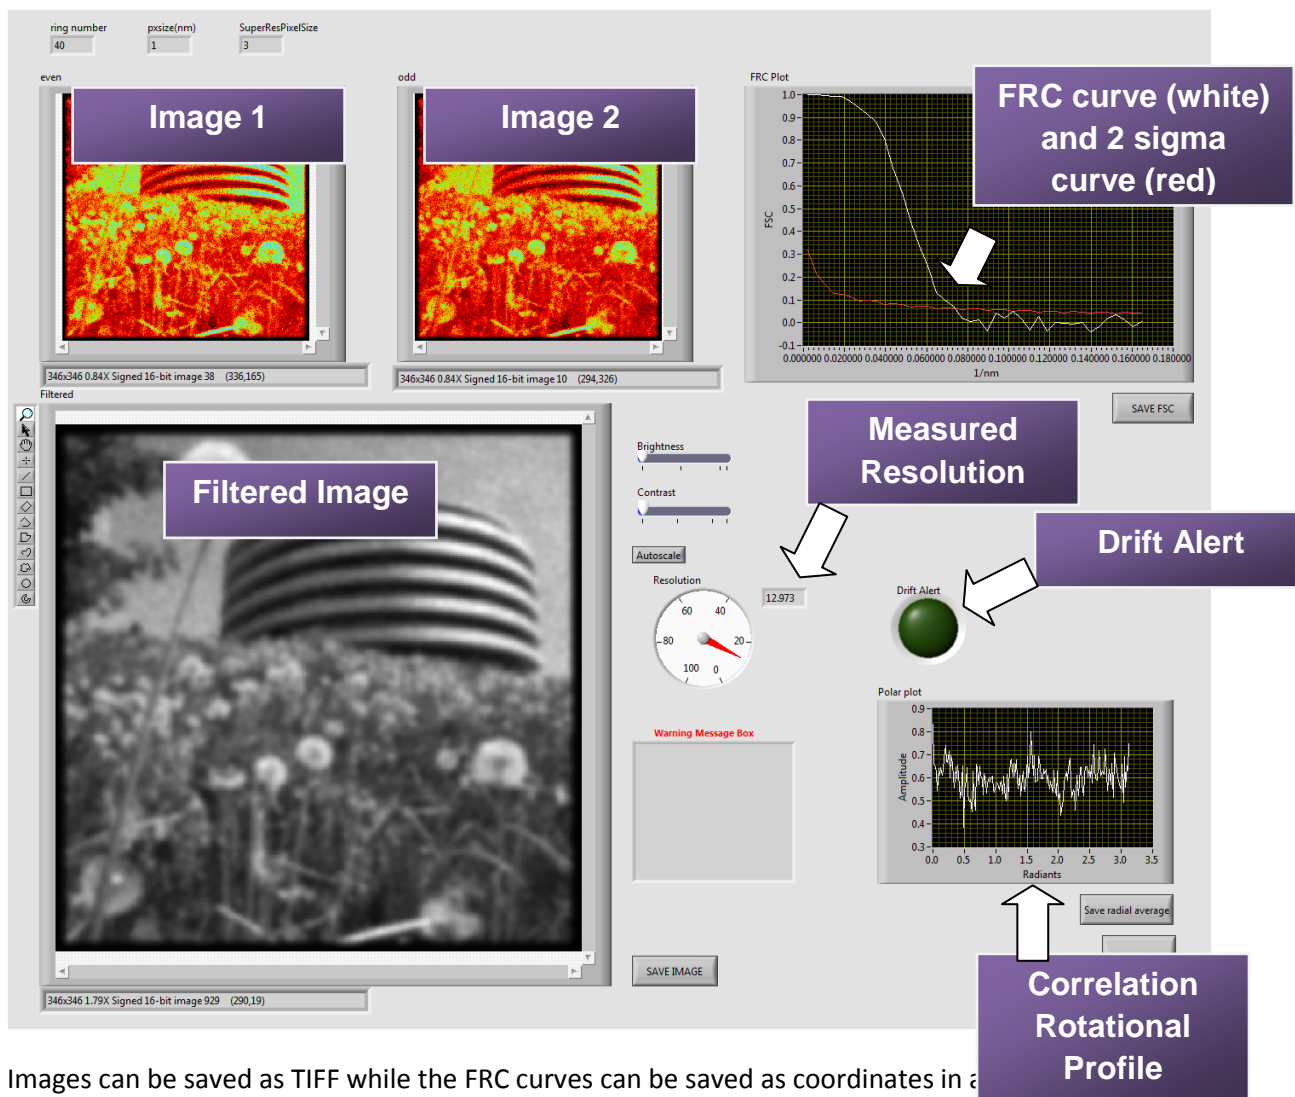 ring number
40
pxsize(nm)
1
SuperResPixelSize
3
even
Image 1
346x346 0.84X Signed 16-bit image 38    (336,165)
odd
Image 2
346x346 0.84X Signed 16-bit image 10    (294,326)
FRC Plot
FRC curve (white)
and 2 sigma
curve (red)
FSC
1.0
0.9
0.8
0.7
0.6
0.5
0.4
0.3
0.2
0.1
0.0
-0.1
0.000000 0.020000 0.040000 0.060000 0.080000 0.100000 0.120000 0.140000 0.160000 0.180000
1/nm
SAVE FSC
Filtered
Filtered Image
346x346 1.79X Signed 16-bit image 929    (290,19)
Brightness
Contrast
Autoscale
Measured
Resolution
Resolution
12.973
60 40
80 20
100 0
Drift Alert
Drift Alert
Warning Message Box
SAVE IMAGE
Polar plot
Amplitude
0.9
0.8
0.7
0.6
0.5
0.4
0.3
0.0 0.5 1.0 1.5 2.0 2.5 3.0 3.5
Radiants
Save radial average
Correlation
Rotational
Profile
Images can be saved as TIFF while the FRC curves can be saved as coordinates in